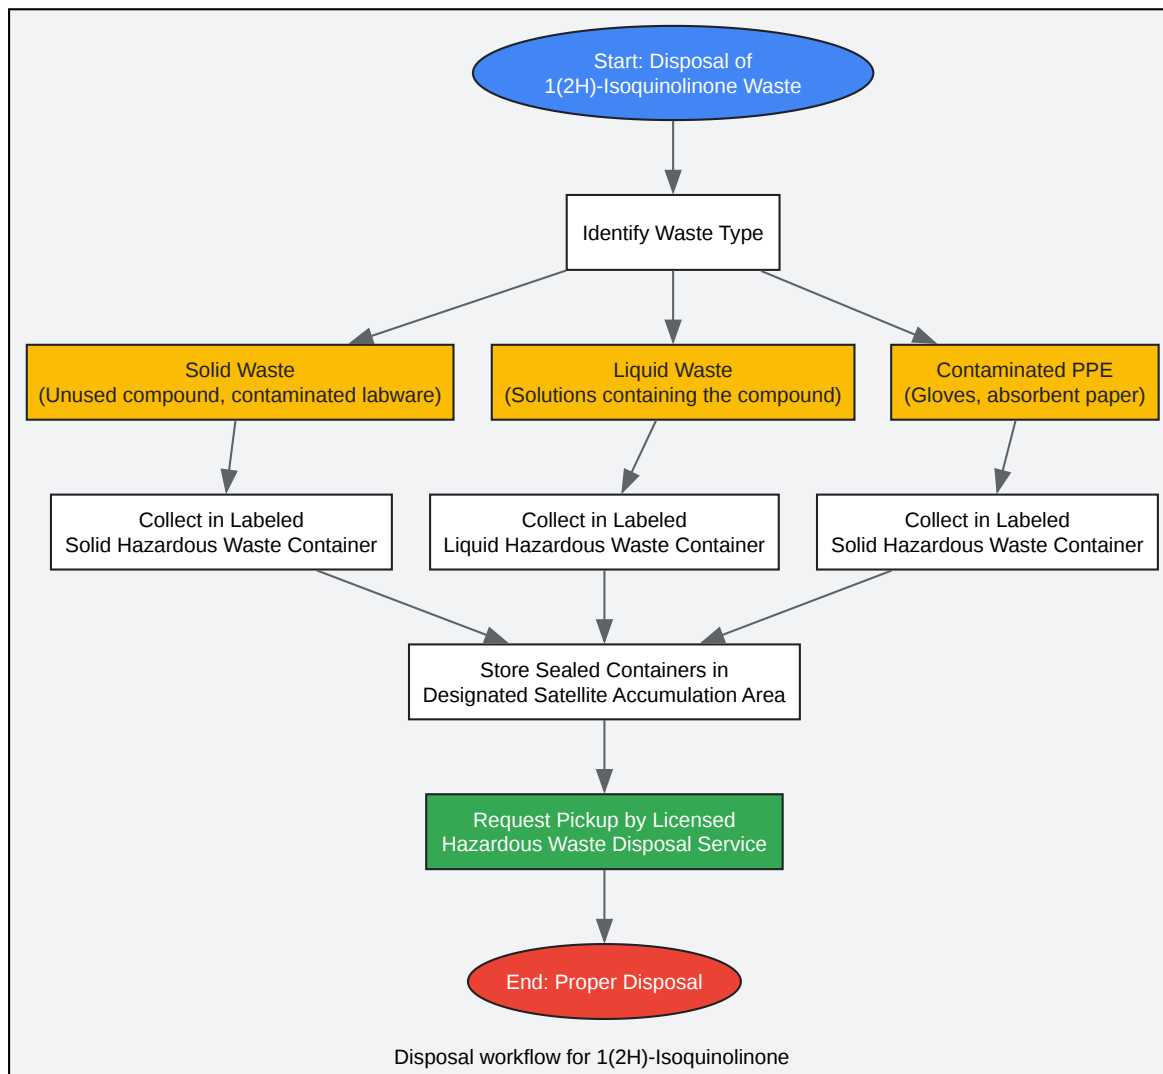 Start: Disposal of
1(2H)-Isoquinolinone Waste
Identify Waste Type
Solid Waste
(Unused compound, contaminated labware)
Liquid Waste
(Solutions containing the compound)
Contaminated PPE
(Gloves, absorbent paper)
Collect in Labeled
Solid Hazardous Waste Container
Collect in Labeled
Liquid Hazardous Waste Container
Collect in Labeled
Solid Hazardous Waste Container
Store Sealed Containers in
Designated Satellite Accumulation Area
Request Pickup by Licensed
Hazardous Waste Disposal Service
End: Proper Disposal
Disposal workflow for 1(2H)-Isoquinolinone